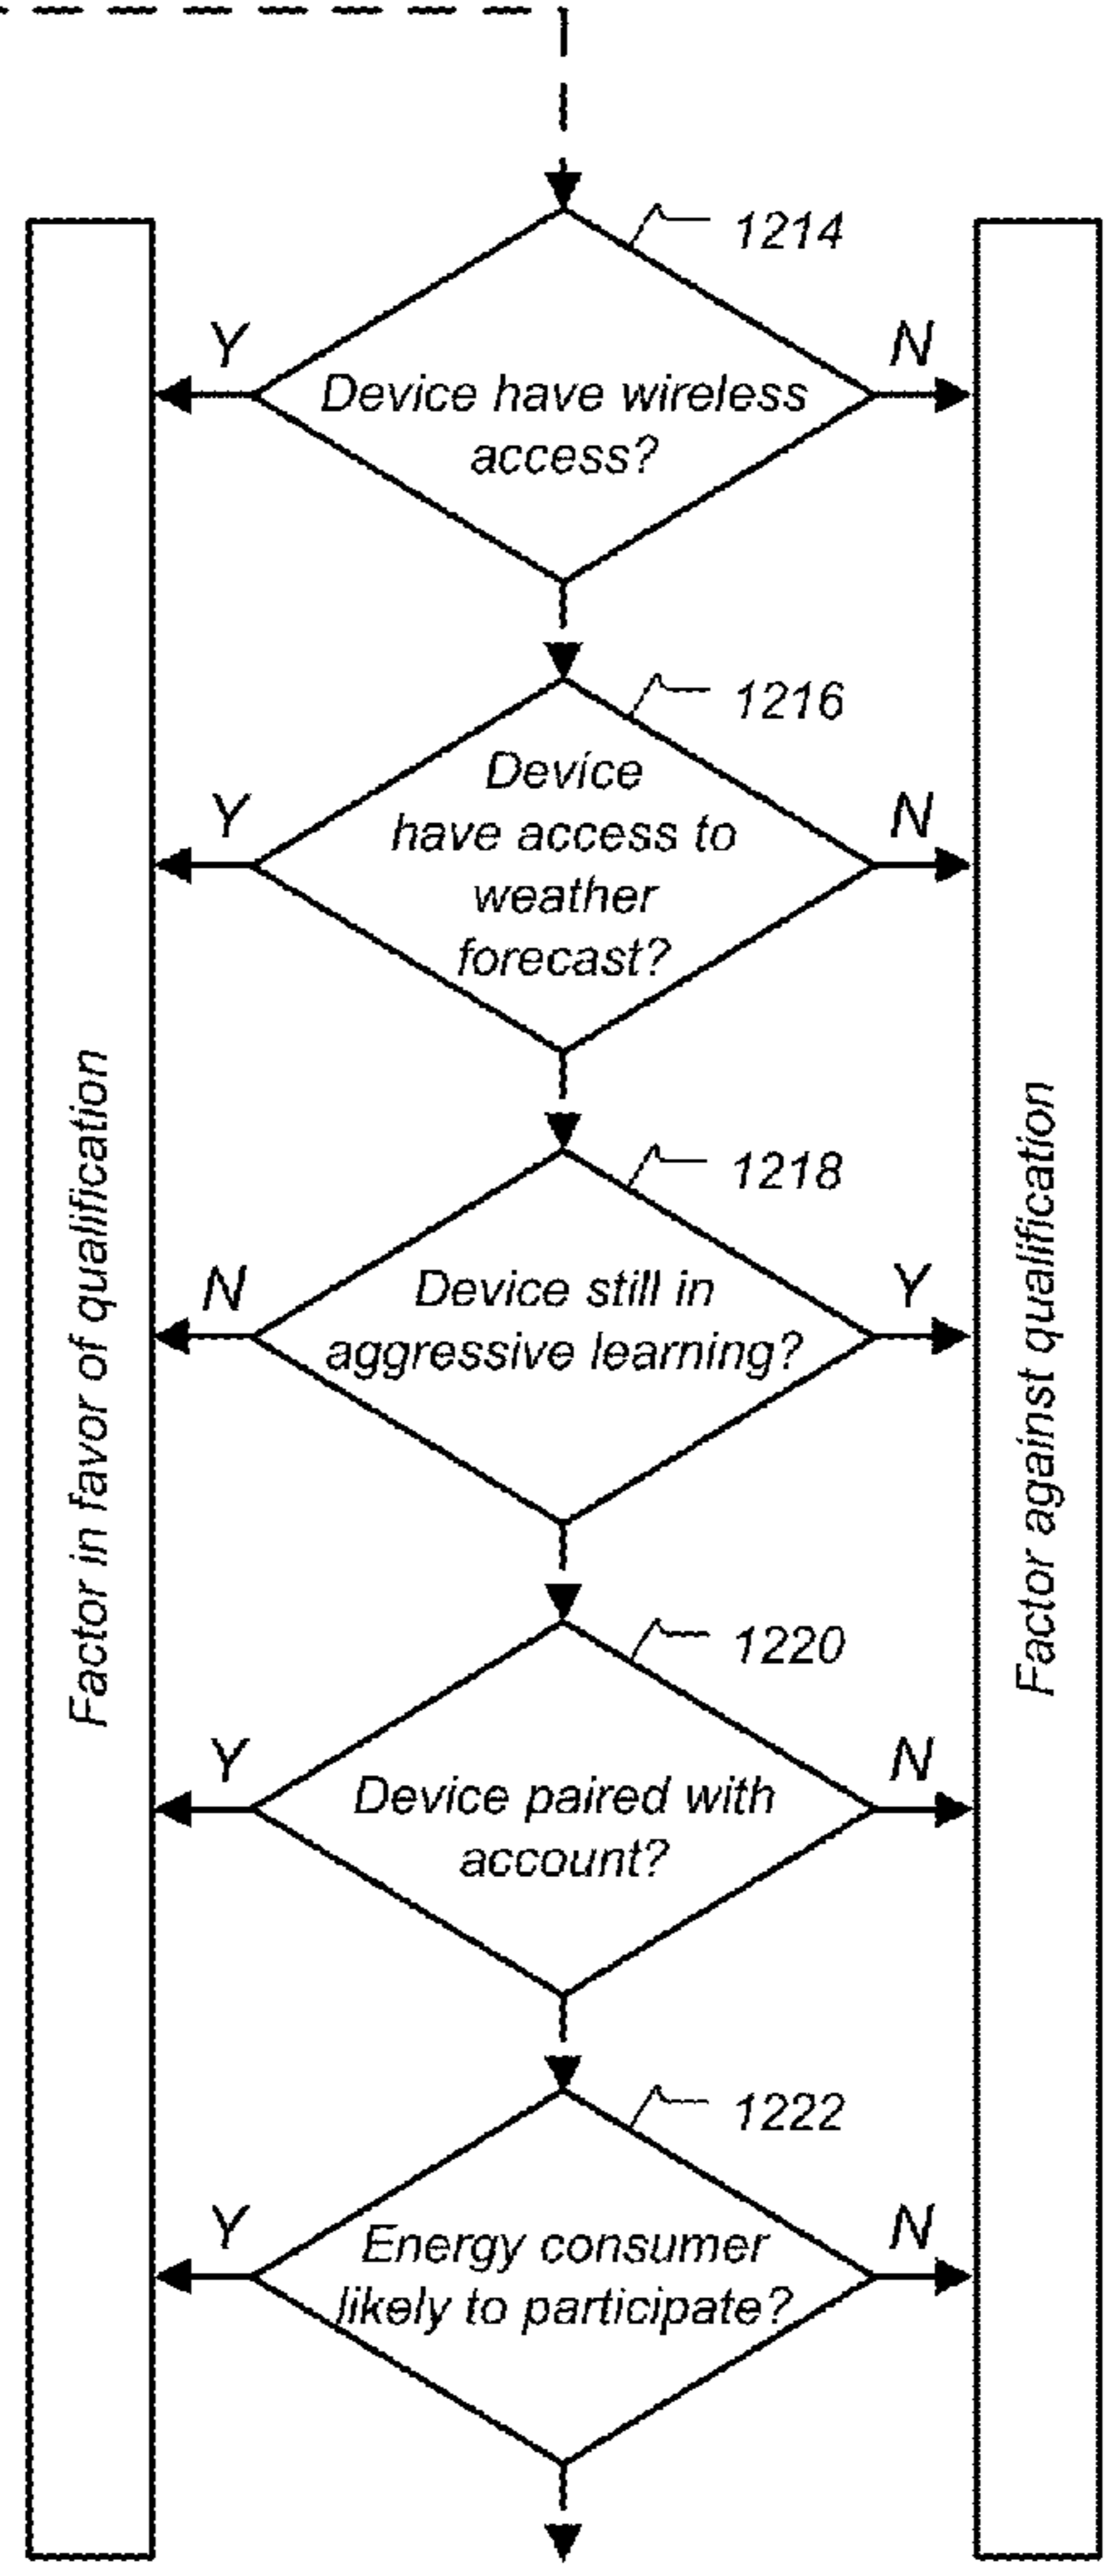 1214
Y
N
Device have wireless
access?
1216
Device
Y
N
have access to
weather
forecast?
1218
N
Y
Device still in
aggressive learning?
1220
Y
N
Device paired with
account?
1222
Y
N
Energy consumer
likely to participate?
Factor in favor of qualification
Factor against qualification